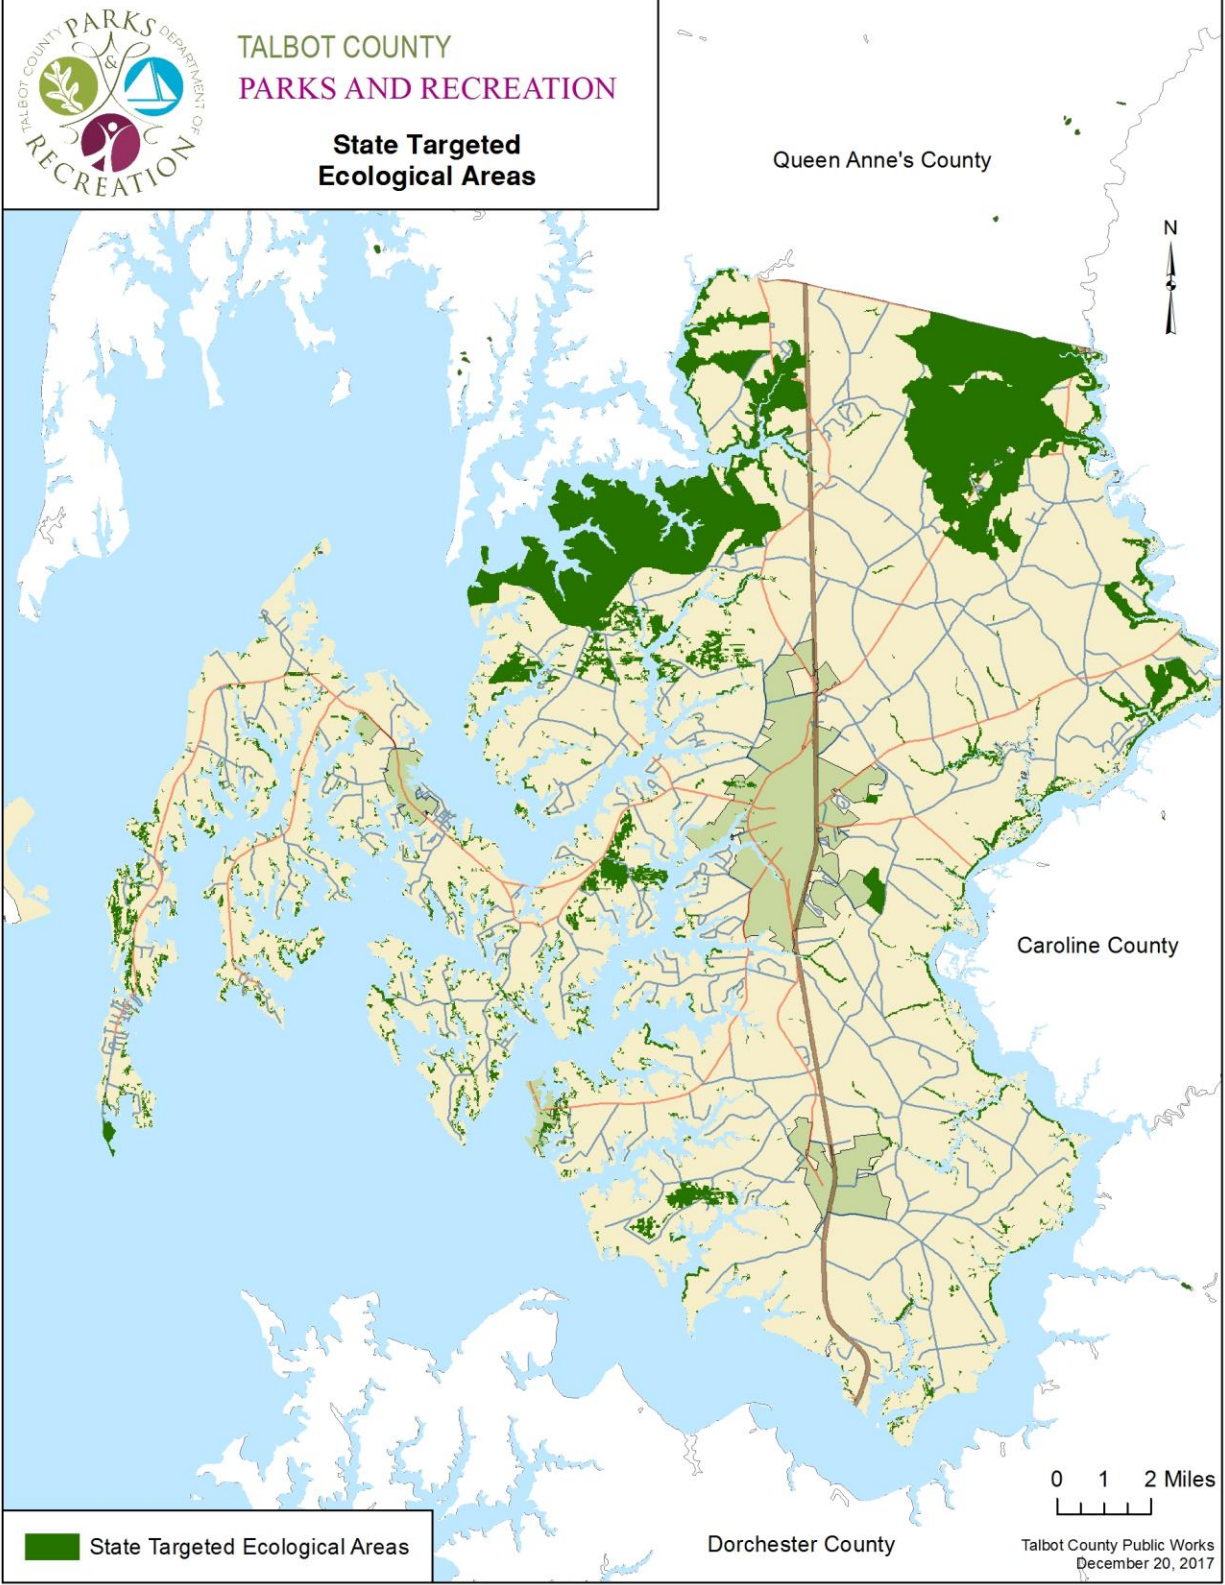 TALBOT COUNTY PARKS & RECREATION DEPARTMENT OF
TALBOT COUNTY
PARKS AND RECREATION
State Targeted
Ecological Areas
Queen Anne's County
N
Caroline County
0 1 2 Miles
State Targeted Ecological Areas
Dorchester County
Talbot County Public Works
December 20, 2017